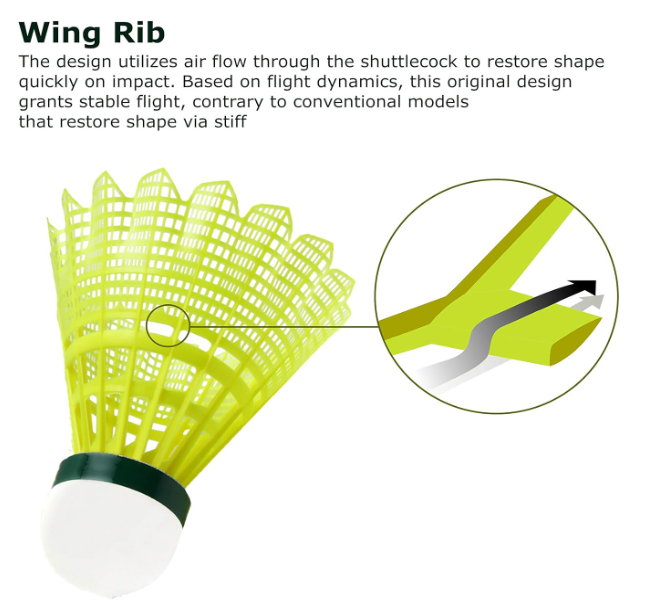 Wing Rib
The design utilizes air flow through the shuttlecock to restore shape
quickly on impact. Based on flight dynamics, this original design
grants stable flight, contrary to conventional models
that restore shape via stiff